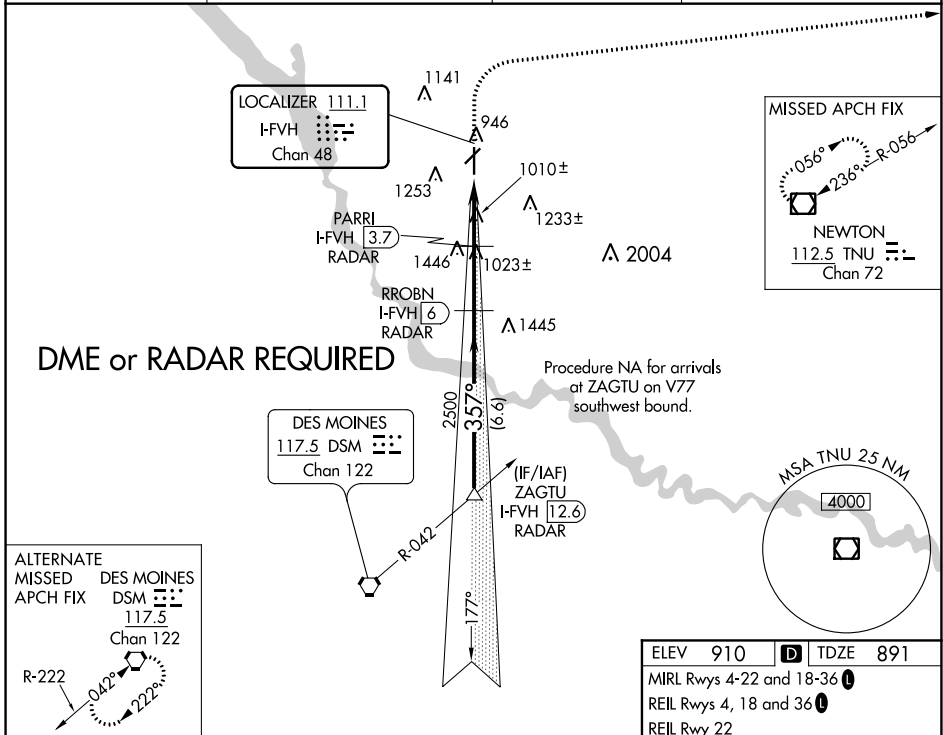 1141
LOCALIZER 111.1
I-FVH
Chan 48
946
1253
1010±
1233±
MISSED APCH FIX
056°
236°
R-056
NEWTON
112.5 TNU
Chan 72
PARRI
I-FVH 3.7
RADAR
1446
1023±
2004
RROBN
I-FVH 6
RADAR
1445
DME or RADAR REQUIRED
Procedure NA for arrivals
at ZAGTU on V77
southwest bound.
2500
357°
(6.6)
DES MOINES
117.5 DSM
Chan 122
(IF/IAF)
ZAGTU
I-FVH 12.6
RADAR
R-042
177°
MSA TNU 25 NM
4000
ALTERNATE
MISSED
APCH FIX
DES MOINES
DSM
117.5
Chan 122
R-222
042°
222°
ELEV 910 D TDZE 891
MIRL Rwys 4-22 and 18-36 L
REIL Rwys 4, 18 and 36 L
REIL Rwy 22